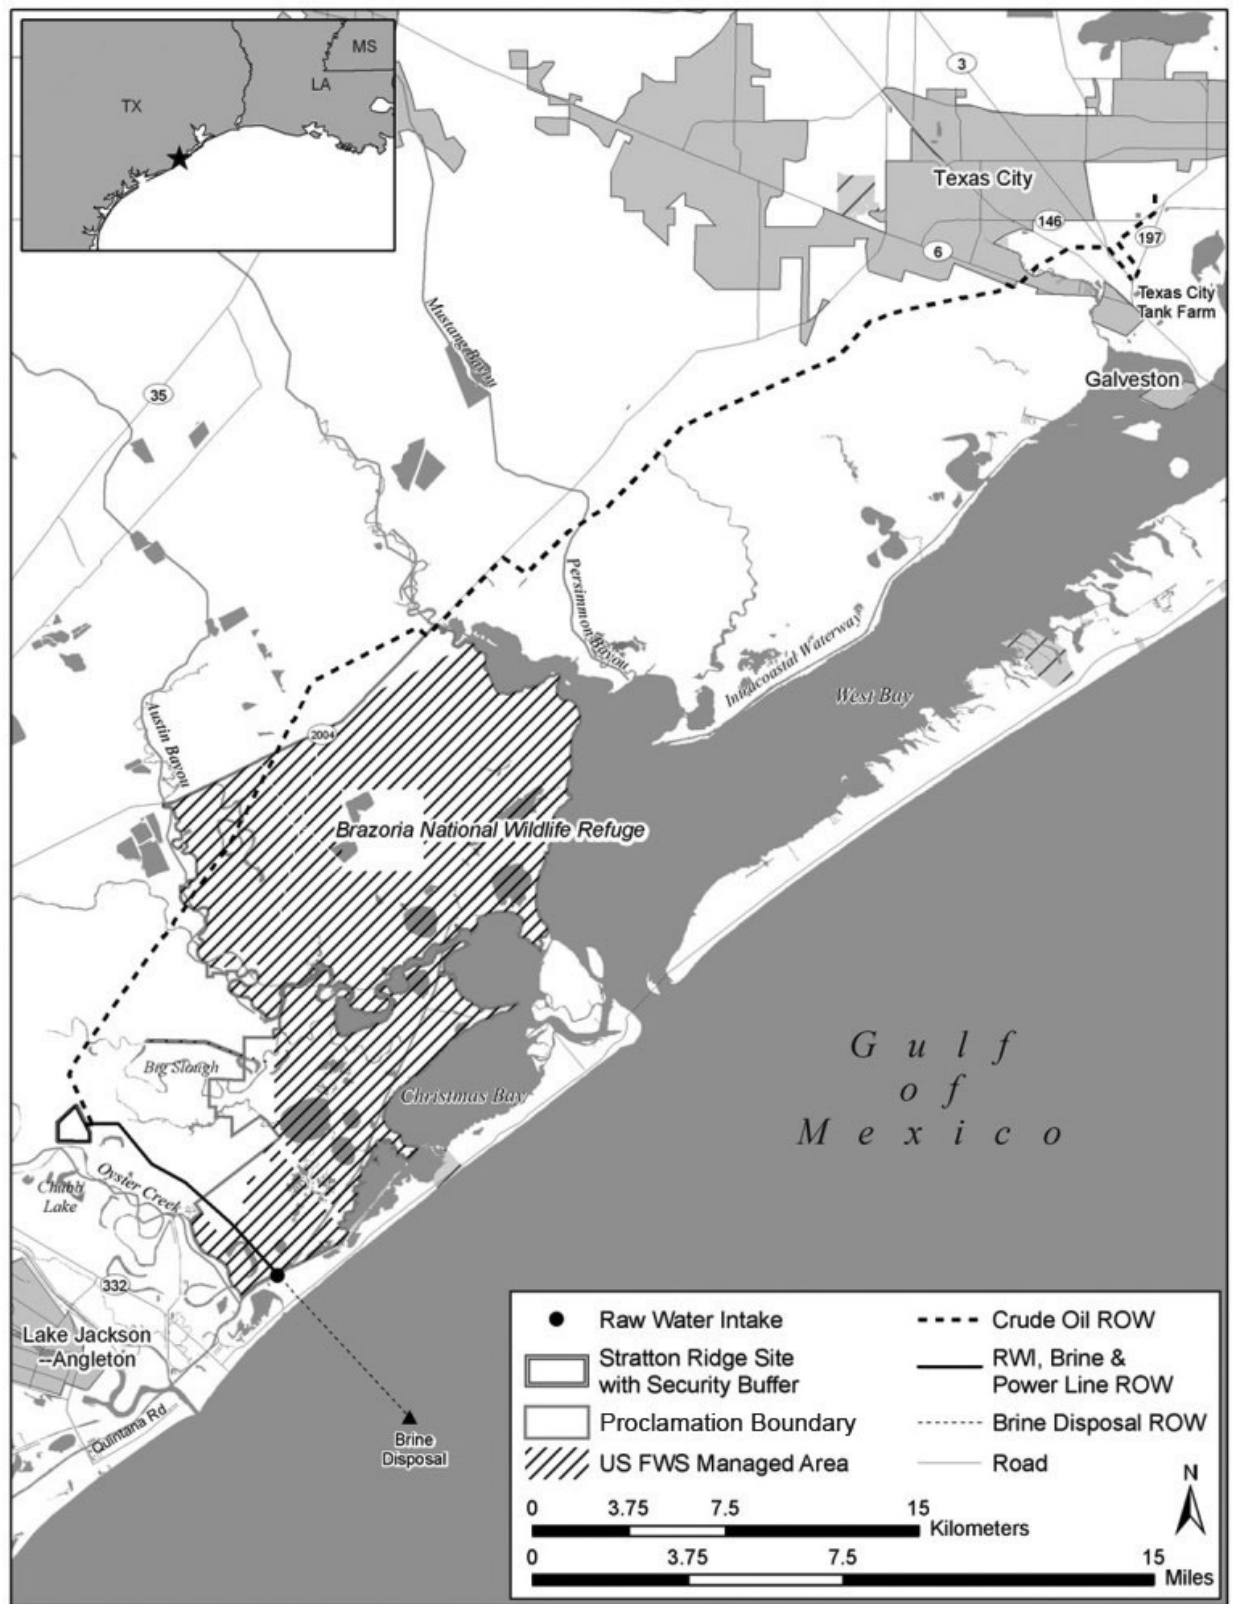 MS
LA
TX
3
Texas City
146
197
6
Texas City
Tank Farm
Mustang Bayou
Galveston
35
Persimmon Bayou
Intracoastal Waterway
West Bay
Austin Bayou
2004
Brazoria National Wildlife Refuge
Big Slough
Christmas Bay
Gulf
of
Mexico
Oyster Creek
Chubb
Lake
332
Lake Jackson
--Angleton
Quintana Rd
Brine
Disposal
Raw Water Intake
Stratton Ridge Site
with Security Buffer
Proclamation Boundary
US FWS Managed Area
Crude Oil ROW
RWI, Brine &
Power Line ROW
Brine Disposal ROW
Road
N
0 3.75 7.5 15
Kilometers
0 3.75 7.5 15
Miles